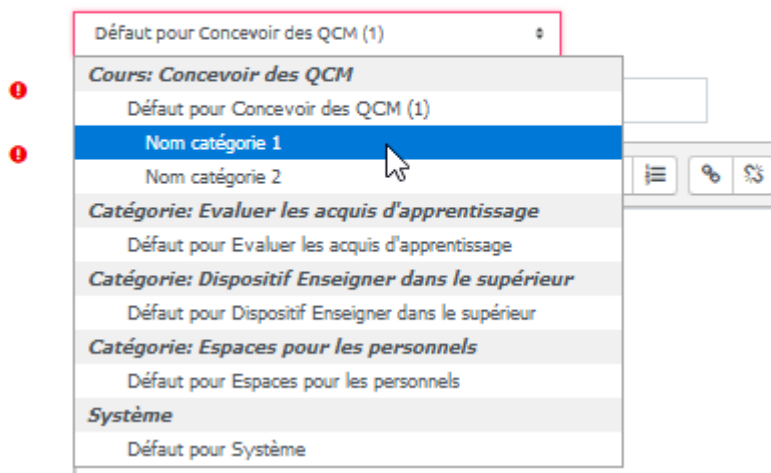 Défaut pour Concevoir des QCM (1)
Cours: Concevoir des QCM
Défaut pour Concevoir des QCM (1)
Nom catégorie 1
Nom catégorie 2
Catégorie: Evaluer les acquis d'apprentissage
Défaut pour Evaluer les acquis d'apprentissage
Catégorie: Dispositif Enseigner dans le supérieur
Défaut pour Dispositif Enseigner dans le supérieur
Catégorie: Espaces pour les personnels
Défaut pour Espaces pour les personnels
Système
Défaut pour Système